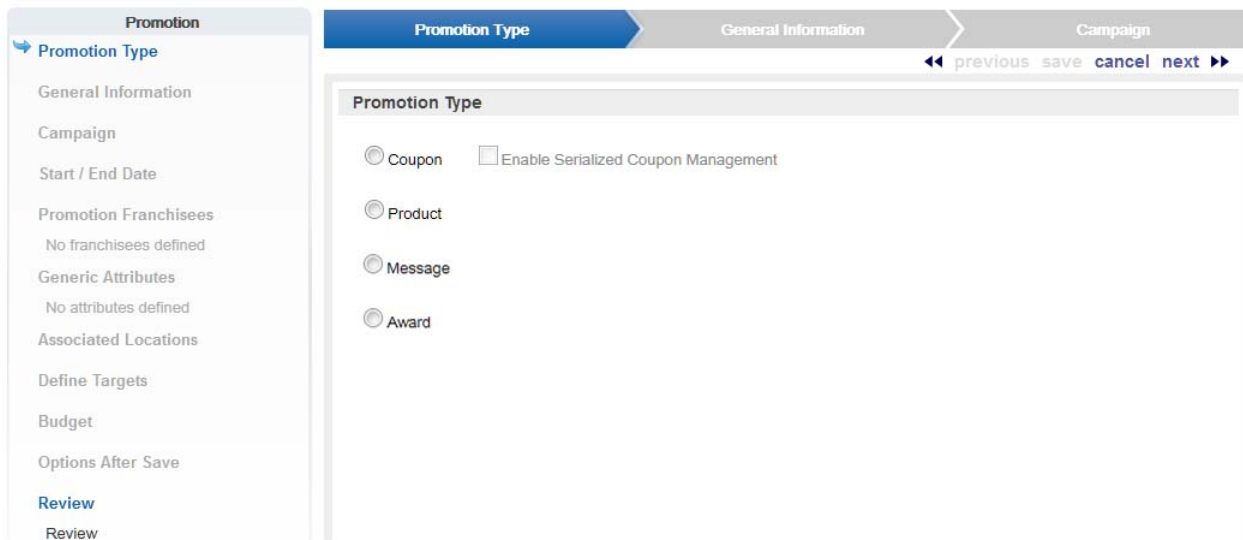 Promotion
Promotion Type
General Information
Campaign
Start / End Date
Promotion Franchisees
No franchisees defined
Generic Attributes
No attributes defined
Associated Locations
Define Targets
Budget
Options After Save
Review
Review
Promotion Type General Information Campaign
previous save cancel next
Promotion Type
Coupon Enable Serialized Coupon Management
Product
Message
Award